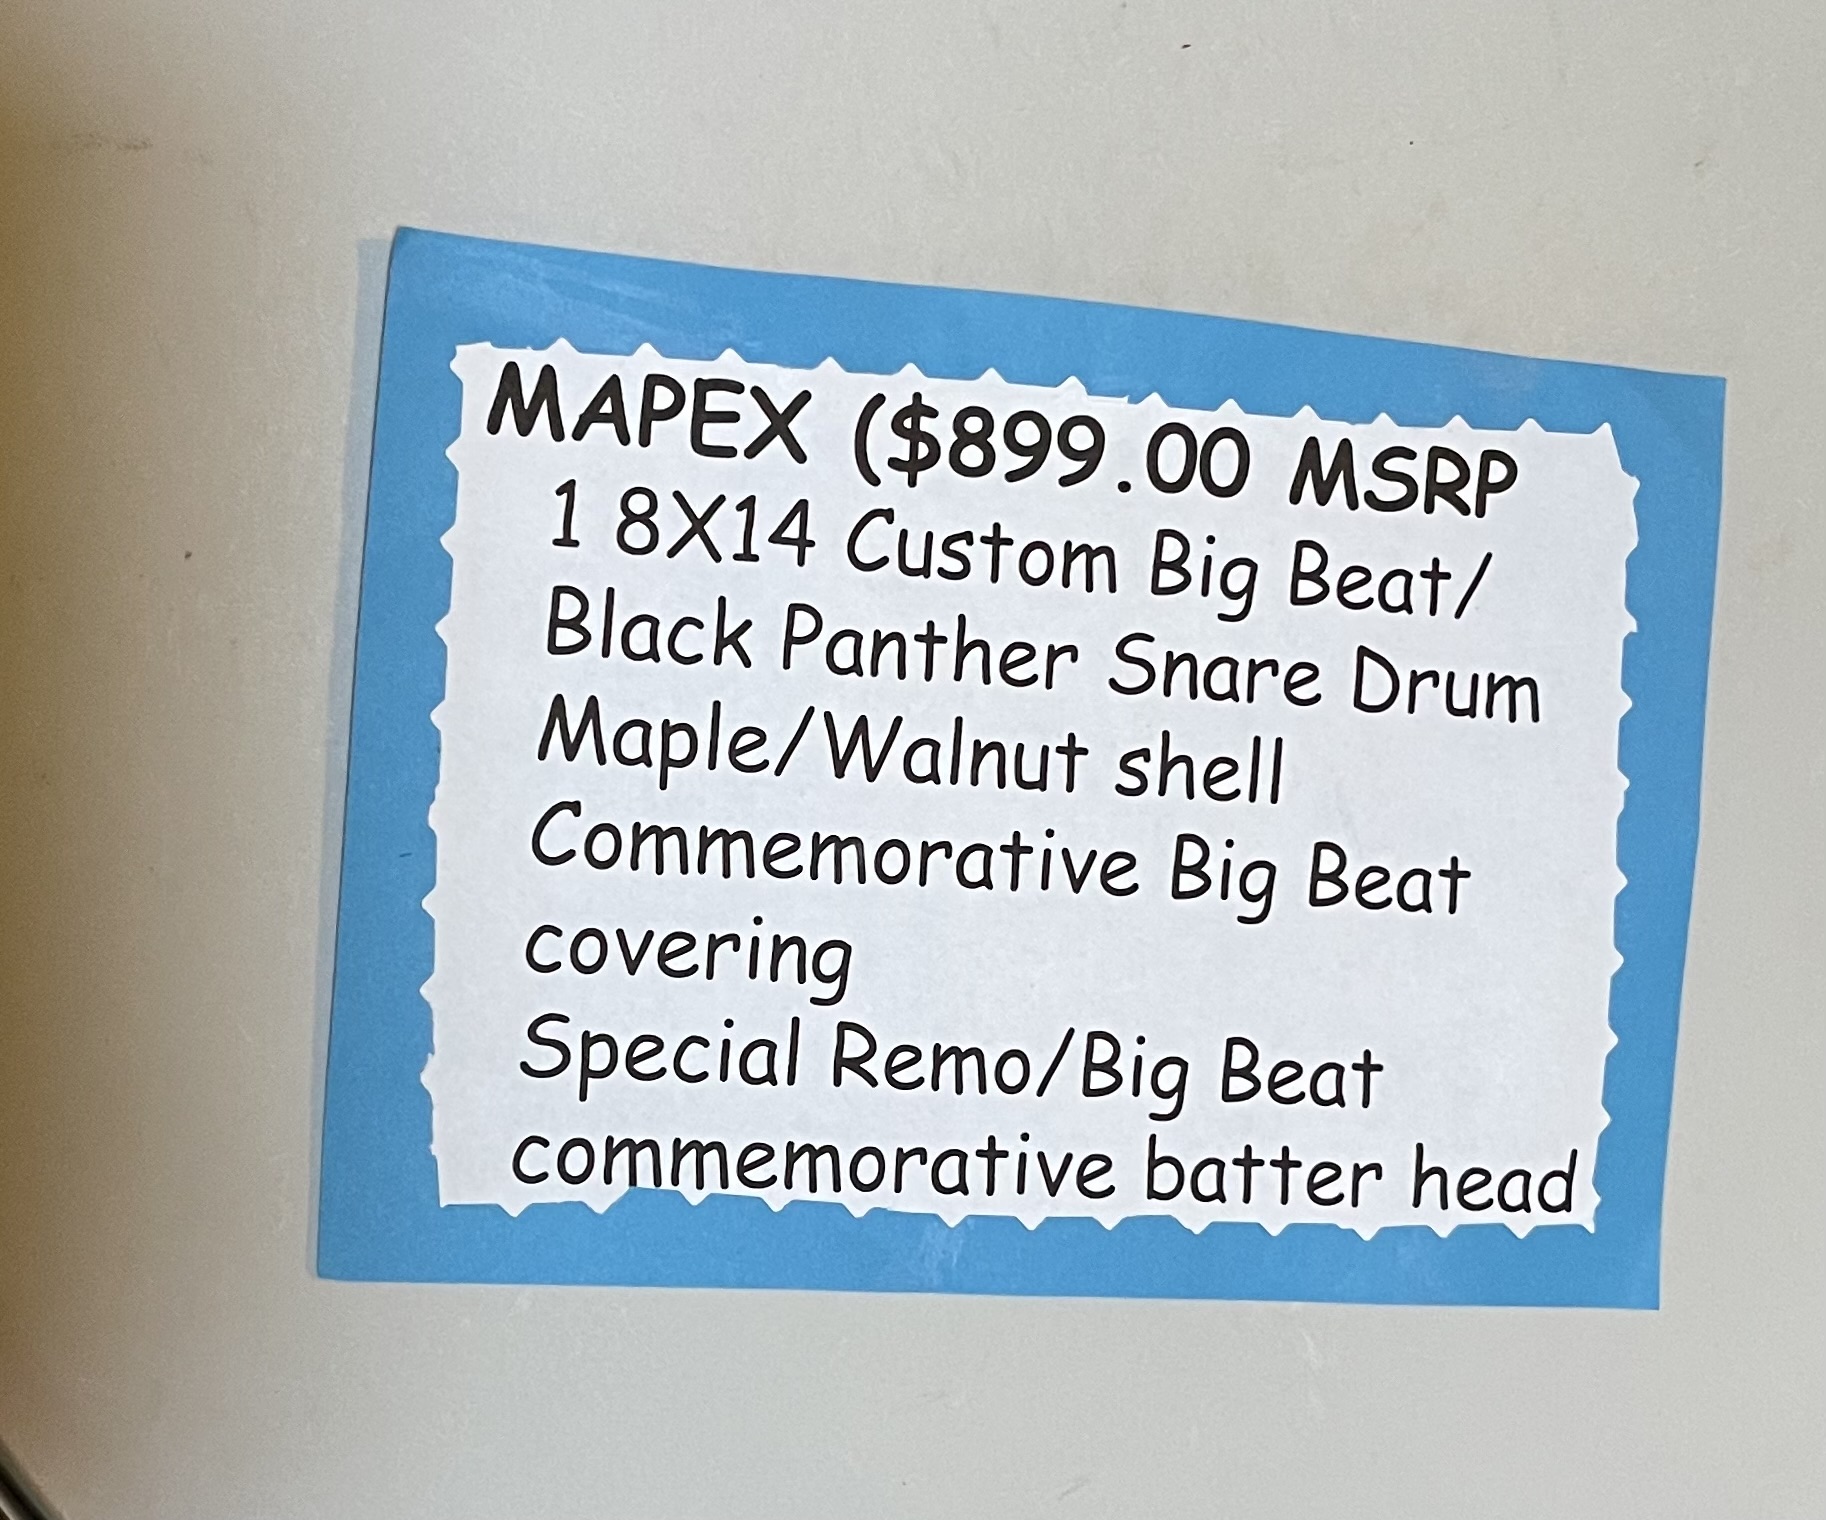 MAPEX ($899.00 MSRP
1 8X14 Custom Big Beat/
Black Panther Snare Drum
Maple/Walnut shell
Commemorative Big Beat
covering
Special Remo/Big Beat
commemorative batter head